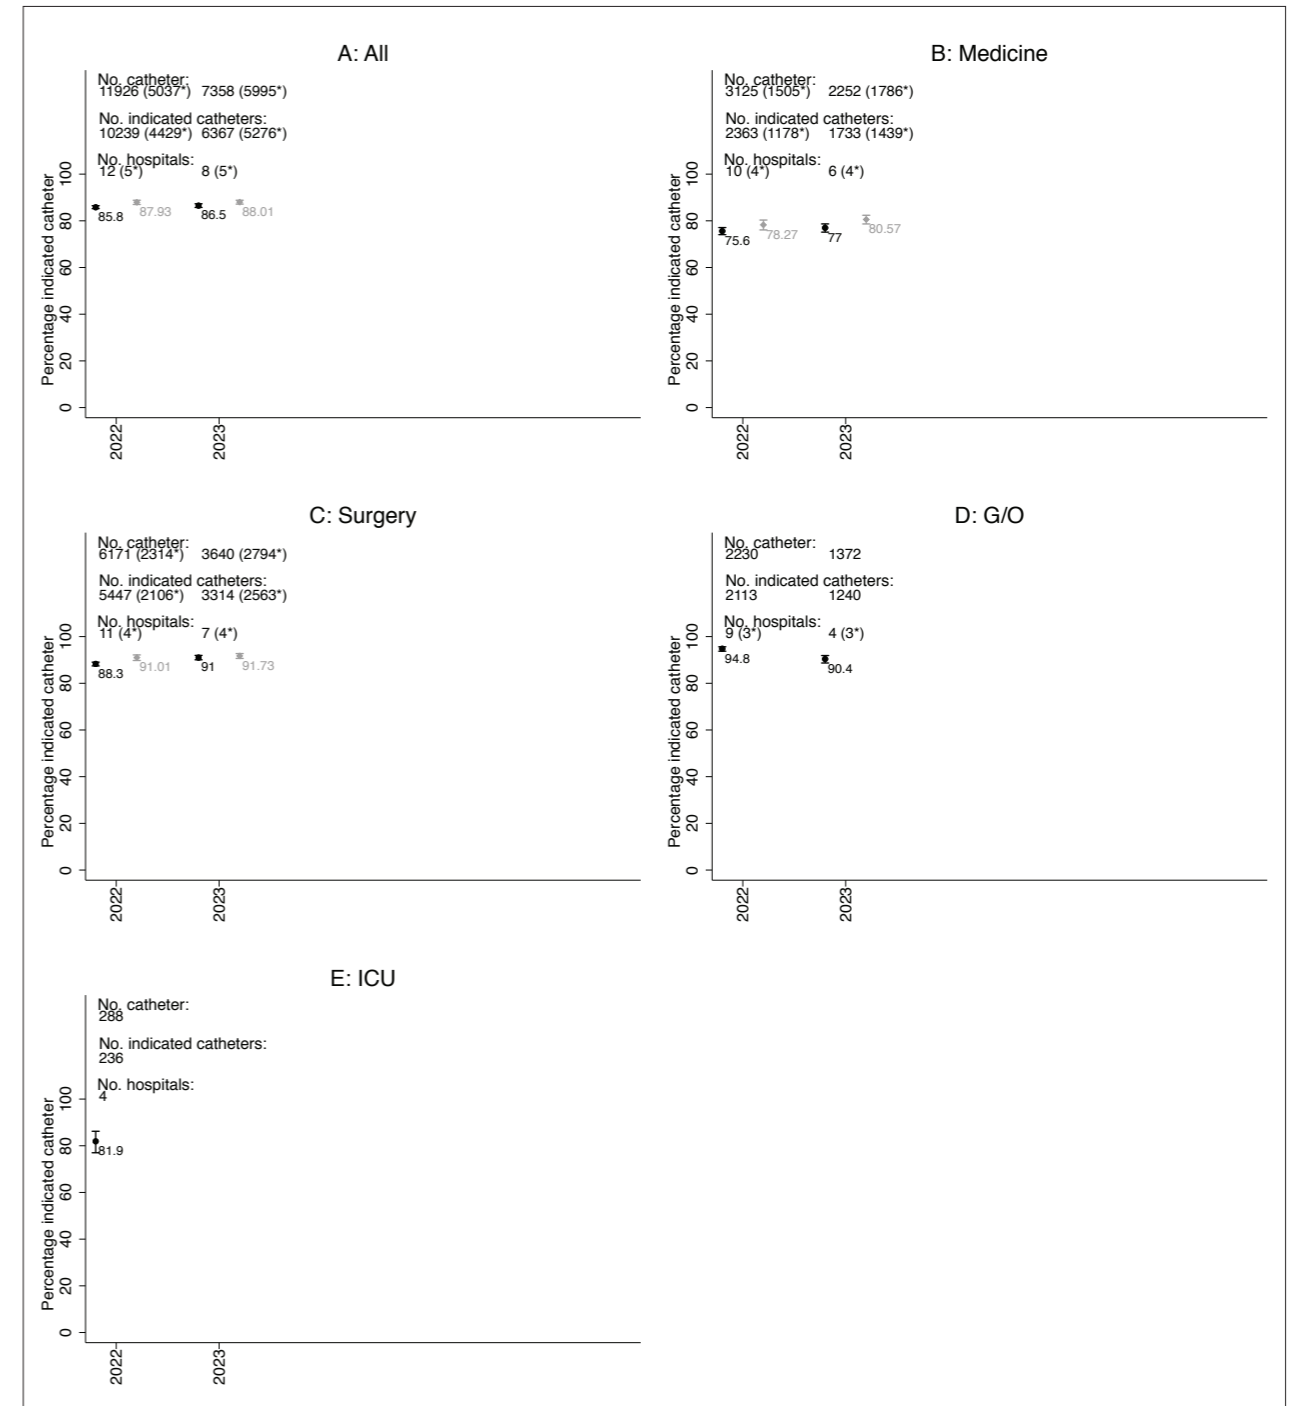 A: All
No. catheter:
11926 (5037*) 7358 (5995*)
No. indicated catheters:
10239 (4429*) 6367 (5276*)
No. hospitals:
12 (5*) 8 (5*)
Percentage indicated catheter
100
80
60
40
20
0
85.8
87.93
86.5
88.01
2022
2023
B: Medicine
No. catheter:
3125 (1505*) 2252 (1786*)
No. indicated catheters:
2363 (1178*) 1733 (1439*)
No. hospitals:
10 (4*) 6 (4*)
Percentage indicated catheter
100
80
60
40
20
0
75.6
78.27
77
80.57
2022
2023
C: Surgery
No. catheter:
6171 (2314*) 3640 (2794*)
No. indicated catheters:
5447 (2106*) 3314 (2563*)
No. hospitals:
11 (4*) 7 (4*)
Percentage indicated catheter
100
80
60
40
20
0
88.3
91.01
91
91.73
2022
2023
D: G/O
No. catheter:
2230 1372
No. indicated catheters:
2113 1240
No. hospitals:
9 (3*) 4 (3*)
Percentage indicated catheter
100
80
60
40
20
0
94.8
90.4
2022
2023
E: ICU
No. catheter:
288
No. indicated catheters:
236
No. hospitals:
4
Percentage indicated catheter
100
80
60
40
20
0
81.9
2022
2023